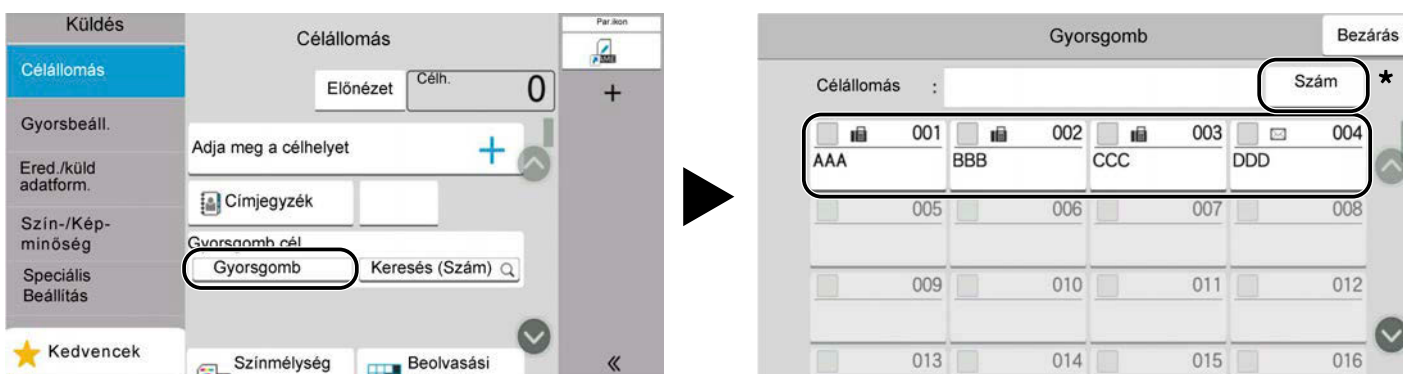 Küldés
Célállomás
Gyorsbeáll.
Ered./küld
adatform.
Szín-/Kép-
minőség
Speciális
Beállítás
Kedvencek
Célállomás
Előnézet
Célh.
0
Adja meg a célhelyet
+
Címjegyzék
Gyorsgomb cél
Gyorsgomb
Keresés (Szám)
Színmélység
Beolvasási
Par.ikon
+
«
Gyorsgomb
Bezárás
Célállomás :
Szám
*
001 002 003 004
AAA BBB CCC DDD
005 006 007 008
009 010 011 012
013 014 015 016